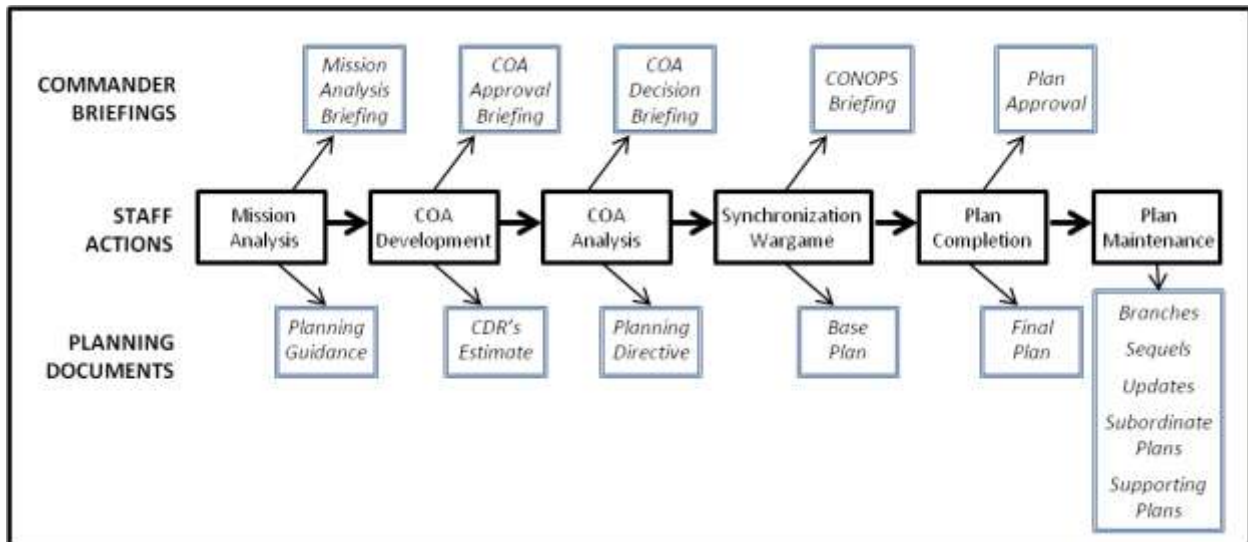 COMMANDER
BRIEFINGS
Mission
Analysis
Briefing
COA
Approval
Briefing
COA
Decision
Briefing
CONOPS
Briefing
Plan
Approval
STAFF
ACTIONS
Mission
Analysis
COA
Development
COA
Analysis
Synchronization
Wargame
Plan
Completion
Plan
Maintenance
PLANNING
DOCUMENTS
Planning
Guidance
CDR's
Estimate
Planning
Directive
Base
Plan
Final
Plan
Branches
Sequels
Updates
Subordinate
Plans
Supporting
Plans